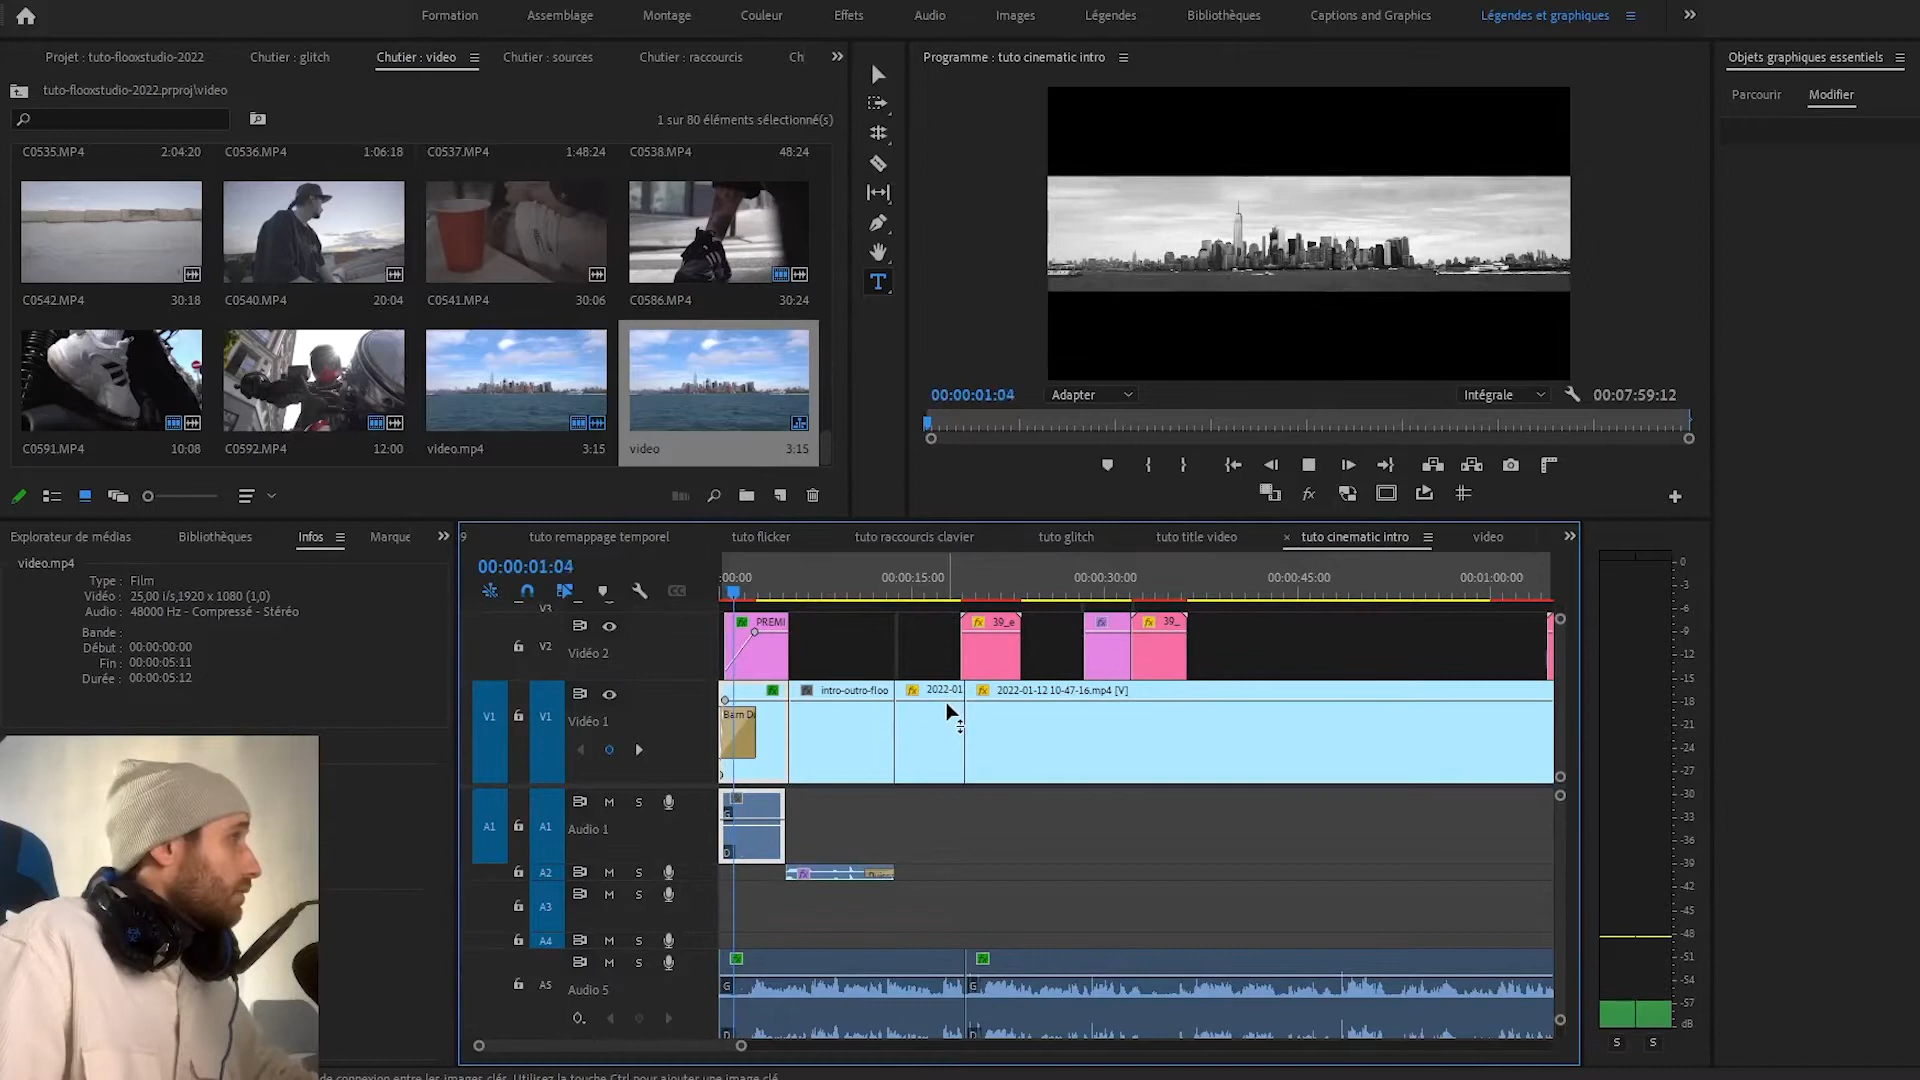 Formation Assemblage Montage Couleur Effets Audio Images Légendes Bibliothèques Captions and Graphics Légendes et graphiques
Projet : tuto-flooxstudio-2022 Chutier : glitch Chutier : video Chutier : sources Chutier : raccourcis Ch
tuto-flooxstudio-2022.prproj\video
1 sur 80 éléments sélectionné(s)
C0535.MP4 2:04:20 C0536.MP4 1:06:18 C0537.MP4 1:48:24 C0538.MP4 48:24
C0542.MP4 30:18 C0540.MP4 20:04 C0541.MP4 30:06 C0586.MP4 30:24
C0591.MP4 10:08 C0592.MP4 12:00 video.mp4 3:15 video 3:15
Programme : tuto cinematic intro
00:00:01:04 Adapter Intégrale 00:07:59:12
Objets graphiques essentiels
Parcourir Modifier
Explorateur de médias Bibliothèques Infos Marque
video.mp4
Type : Film
Vidéo : 25,00 i/s,1920 x 1080 (1,0)
Audio : 48000 Hz - Compressé - Stéréo
Bande :
Début : 00:00:00:00
Fin : 00:00:05:11
Durée : 00:00:05:12
9 tuto remappage temporel tuto flicker tuto raccourcis clavier tuto glitch tuto title video × tuto cinematic intro video
00:00:01:04
:00:00 00:00:15:00 00:00:30:00 00:00:45:00 00:01:00:00
V3
fx PREMI fx 39_e fx fx 39_
V2 Vidéo 2
intro-outro-floo fx 2022-01 fx 2022-01-12 10-47-16.mp4 [V]
V1 V1 Vidéo 1
Barn D
A1 A1 M S Audio 1
G
D
A2 M S fx
A3 M S
A4 M S
A5 M S Audio 5
G G
D D
0
-3
-6
-9
-12
-15
-18
-21
-24
-27
-30
-33
-36
-39
-42
-45
-48
-51
-54
-57
dB
S S
de connexion entre les images clés. Utilisez la touche Ctrl pour ajouter une image clé.